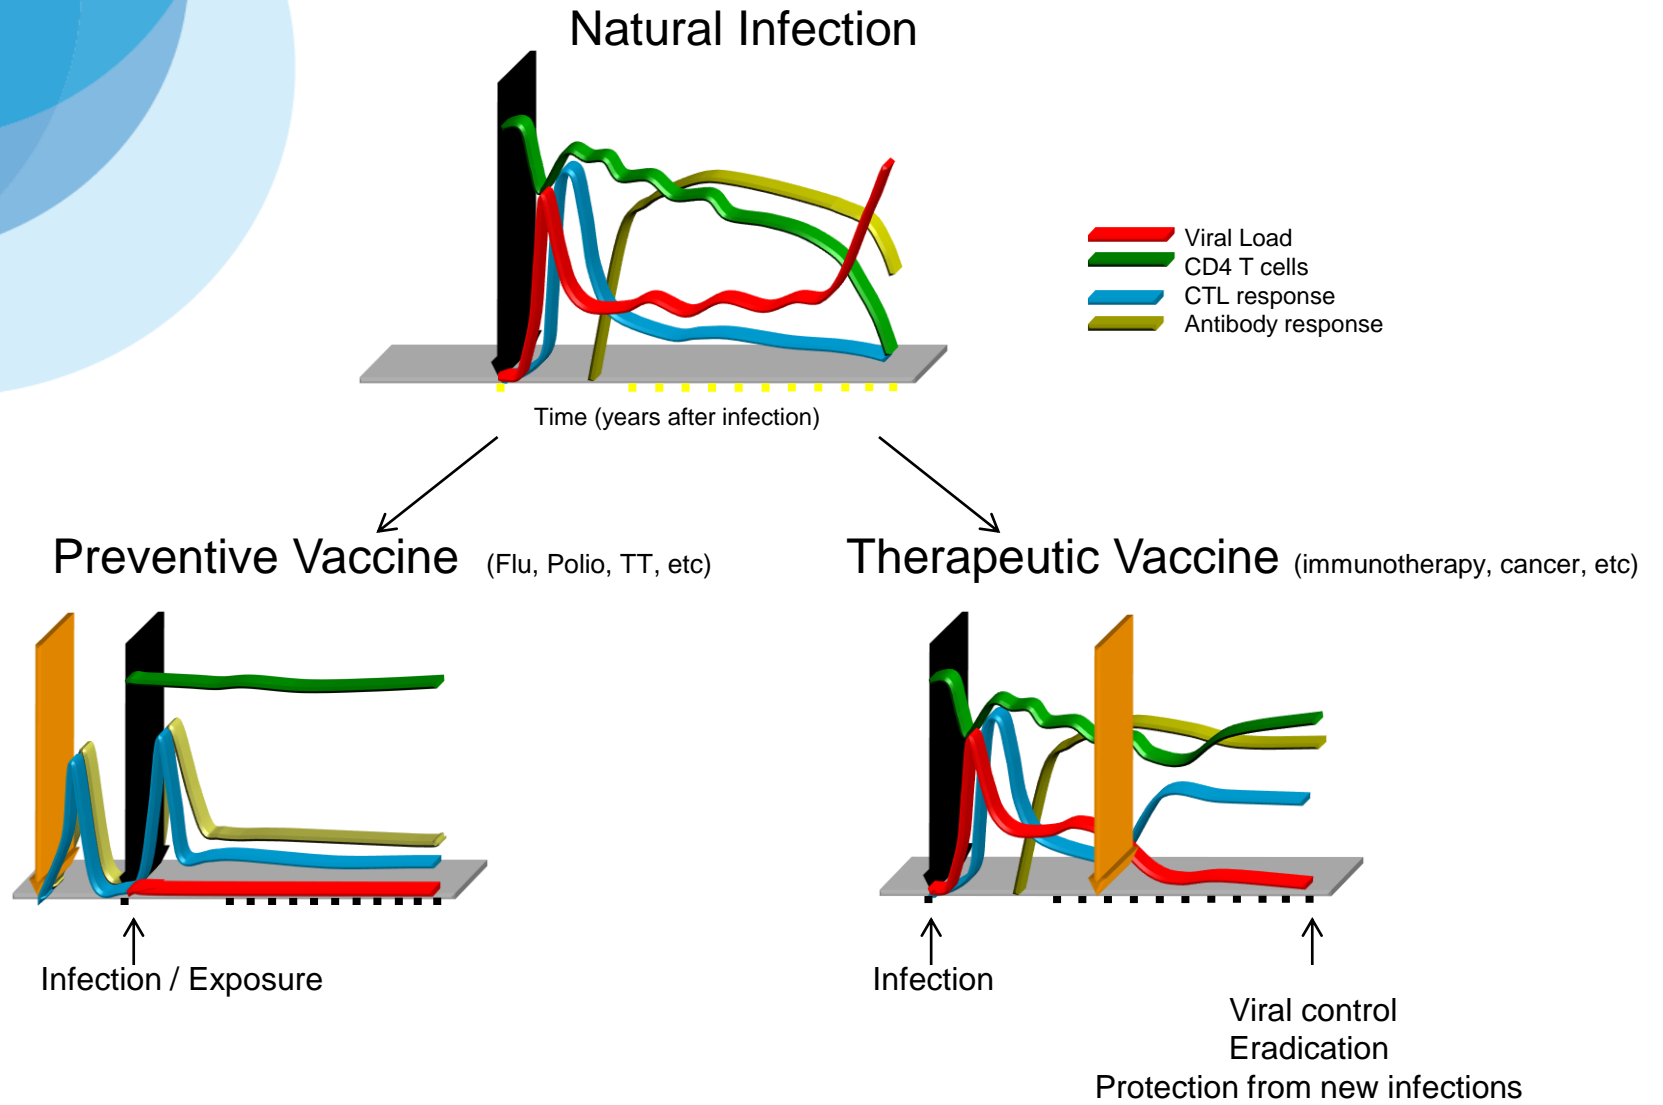 Natural Infection
Viral Load
CD4 T cells
CTL response
Antibody response
Time (years after infection)
Preventive Vaccine (Flu, Polio, TT, etc)
Therapeutic Vaccine (immunotherapy, cancer, etc)
Infection / Exposure
Infection
Viral control
Eradication
Protection from new infections